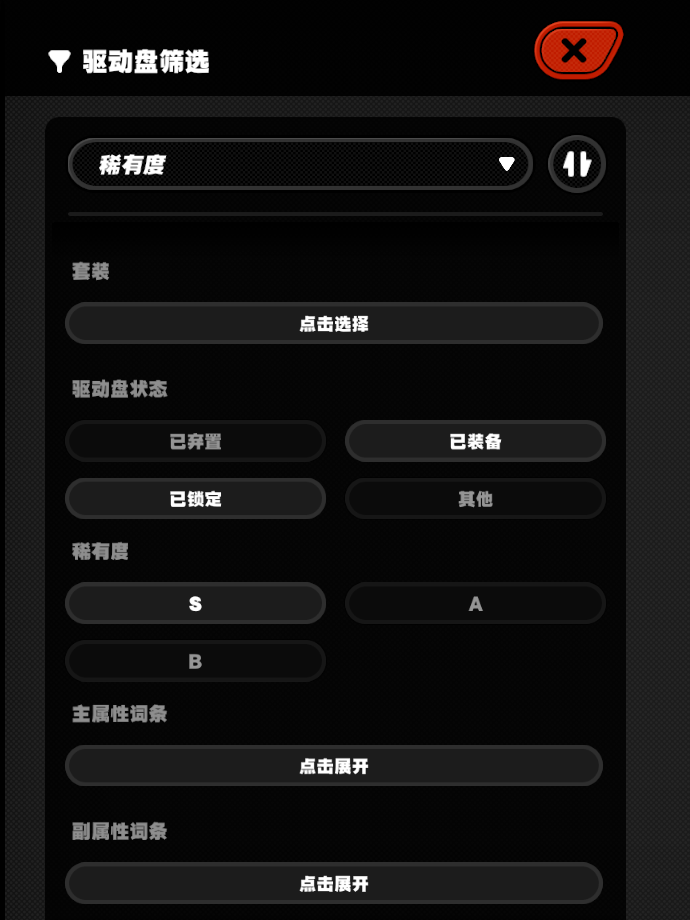 驱动盘筛选
稀有度
套装
点击选择
驱动盘状态
已弃置
已装备
已锁定
其他
稀有度
S
A
B
主属性词条
点击展开
副属性词条
点击展开